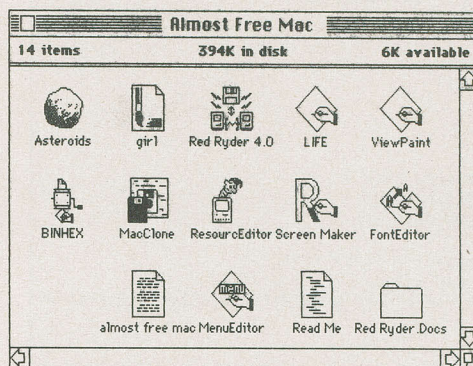 Almost Free Mac
14 items 394K in disk 6K available
Asteroids girl Red Ryder 4.0 LIFE ViewPaint
BINHEX MacClone ResourcEditor Screen Maker FontEditor
almost free mac MenuEditor Read Me Red Ryder.Docs